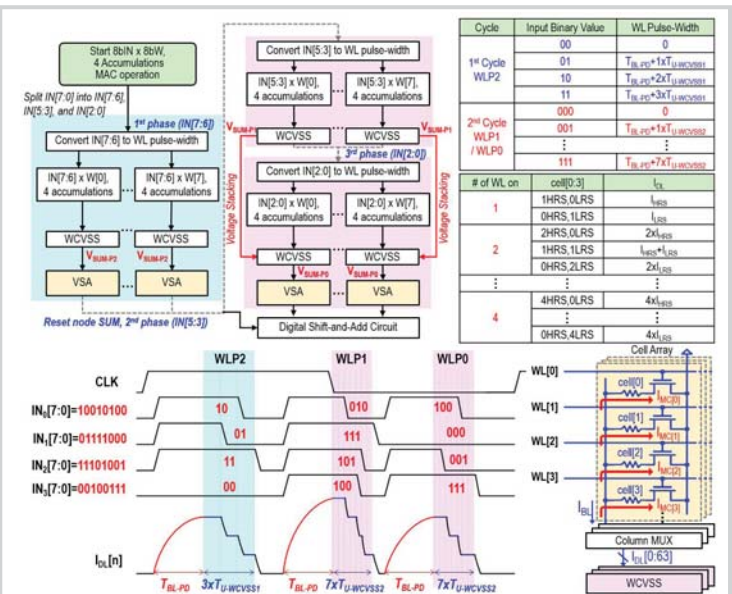 Start 8bIN x 8bW,
4 Accumulations
MAC operation
Split IN[7:0] into IN[7:6],
IN[5:3], and IN[2:0]
1st phase (IN[7:6])
Convert IN[7:6] to WL pulse-width
IN[7:6] x W[0],
4 accumulations
...
IN[7:6] x W[7],
4 accumulations
WCVSS
...
WCVSS
VSUM-P2
VSUM-P2
VSA
...
VSA
Reset node SUM, 2nd phase (IN[5:3])
Convert IN[5:3] to WL pulse-width
IN[5:3] x W[0],
4 accumulations
...
IN[5:3] x W[7],
4 accumulations
VSUM-P1
WCVSS
...
WCVSS
VSUM-P1
3rd phase (IN[2:0])
Convert IN[2:0] to WL pulse-width
IN[2:0] x W[0],
4 accumulations
...
IN[2:0] x W[7],
4 accumulations
Voltage Stacking
Voltage Stacking
WCVSS
...
WCVSS
VSUM-P0
VSUM-P0
VSA
...
VSA
Digital Shift-and-Add Circuit
Cycle Input Binary Value WL Pulse-Width
1st Cycle
WLP2
00 0
01 TBL-PD+1xTU-WCVSS1
10 TBL-PD+2xTU-WCVSS1
11 TBL-PD+3xTU-WCVSS1
2nd Cycle
WLP1
/ WLP0
000 0
001 TBL-PD+1xTU-WCVSS2
⋮ ⋮
111 TBL-PD+7xTU-WCVSS2
# of WL on cell[0:3] IDL
1
1HRS,0LRS IHRS
0HRS,1LRS ILRS
2
2HRS,0LRS 2xIHRS
1HRS,1LRS IHRS+ILRS
0HRS,2LRS 2xILRS
⋮ ⋮ ⋮
4
4HRS,0LRS 4xIHRS
⋮ ⋮
0HRS,4LRS 4xILRS
WLP2 WLP1 WLP0
CLK
IN0[7:0]=10010100 10 010 100
IN1[7:0]=01111000 01 111 000
IN2[7:0]=11101001 11 101 001
IN3[7:0]=00100111 00 100 111
IDL[n]
TBL-PD 3xTU-WCVSS1 TBL-PD 7xTU-WCVSS2 TBL-PD 7xTU-WCVSS2
Cell Array
WL[0]
cell[0]
IMC[0]
WL[1]
cell[1]
IMC[1]
WL[2]
cell[2]
IMC[2]
WL[3]
cell[3]
IMC[3]
IBL
Column MUX
IDL[0:63]
WCVSS